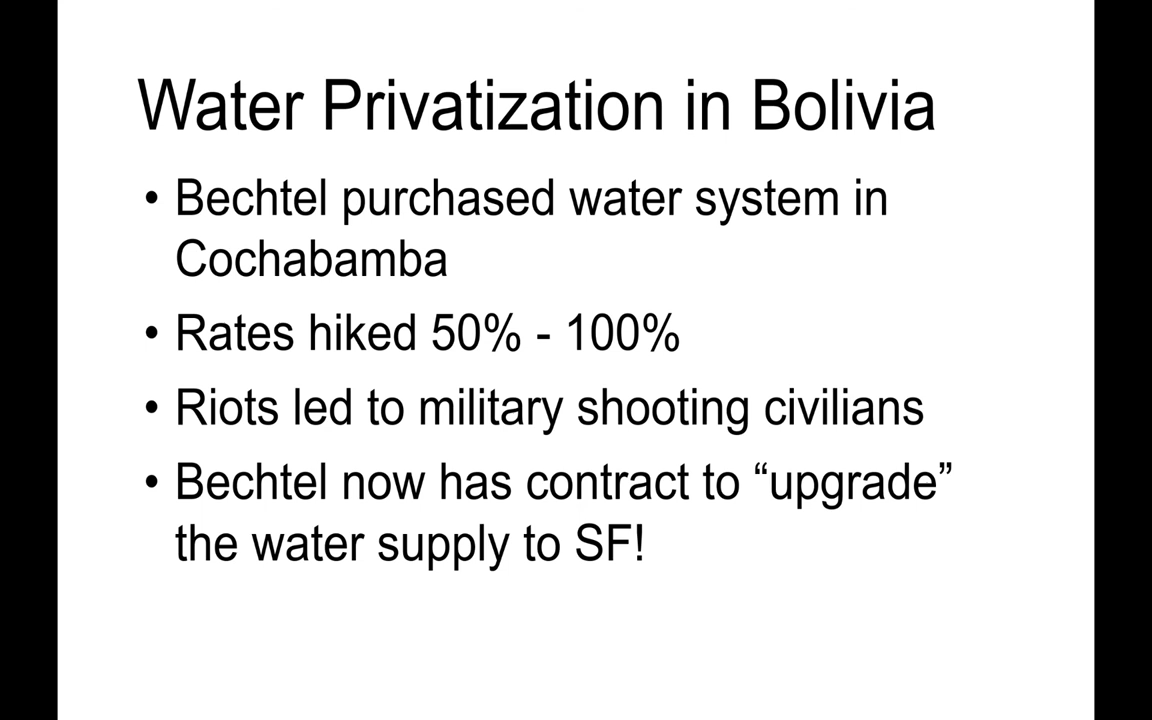 Water Privatization in Bolivia
• Bechtel purchased water system in
Cochabamba
• Rates hiked 50% - 100%
• Riots led to military shooting civilians
• Bechtel now has contract to “upgrade”
the water supply to SF!